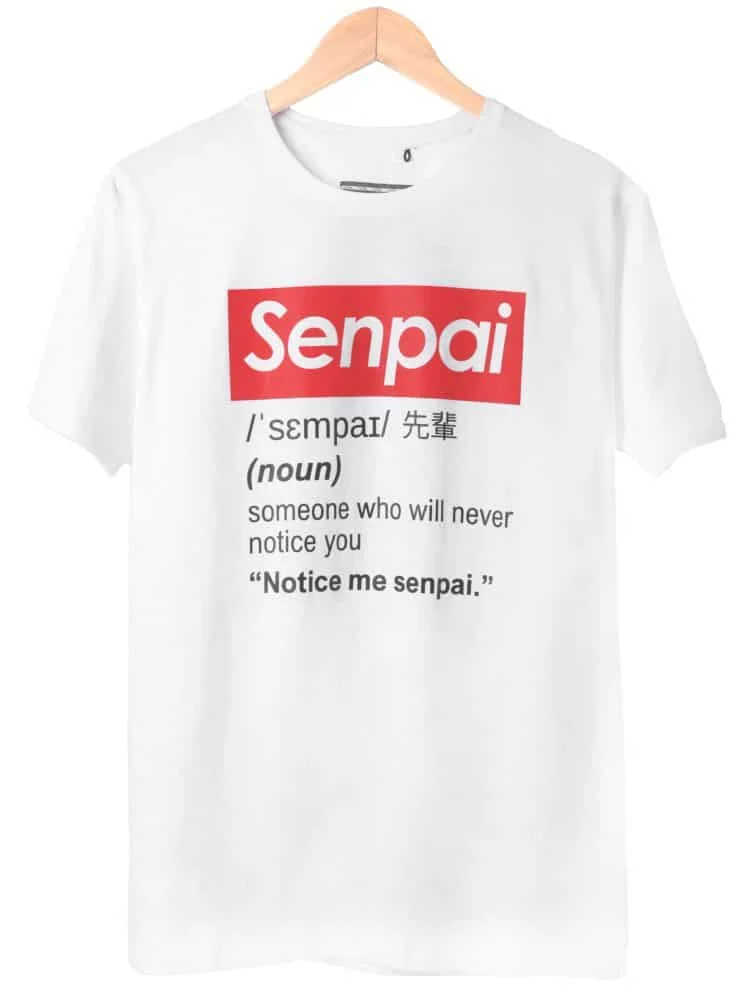 Senpai
/ˈsɛmpaɪ/ 先輩
(noun)
someone who will never
notice you
“Notice me senpai.”